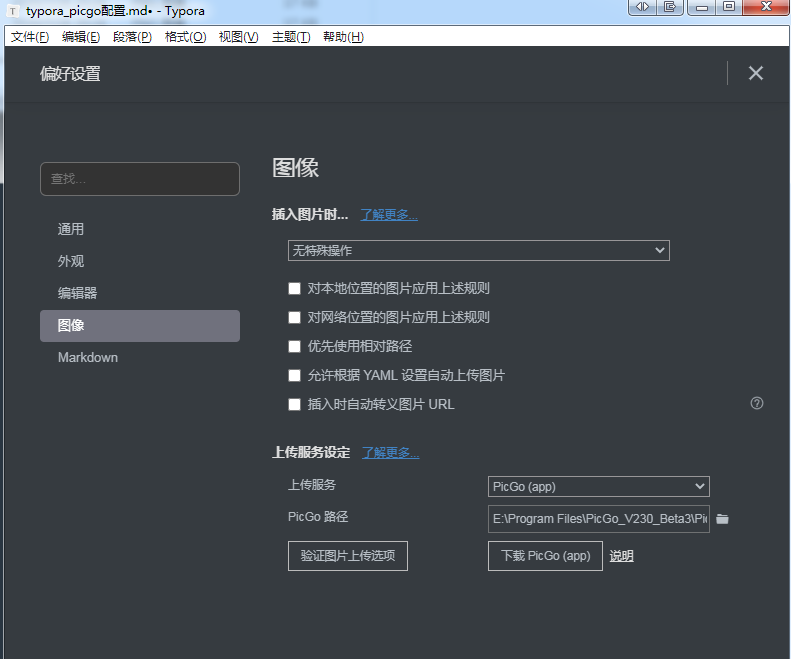 typora_picgo配置.md• - Typora
文件(F) 编辑(E) 段落(P) 格式(O) 视图(V) 主题(T) 帮助(H)
偏好设置
图像
查找...
插入图片时... 了解更多...
通用
无特殊操作
外观
对本地位置的图片应用上述规则
编辑器
对网络位置的图片应用上述规则
图像
优先使用相对路径
Markdown
允许根据 YAML 设置自动上传图片
插入时自动转义图片 URL
上传服务设定 了解更多...
上传服务 PicGo (app)
PicGo 路径 E:\Program Files\PicGo_V230_Beta3\Pic
验证图片上传选项 下载 PicGo (app) 说明